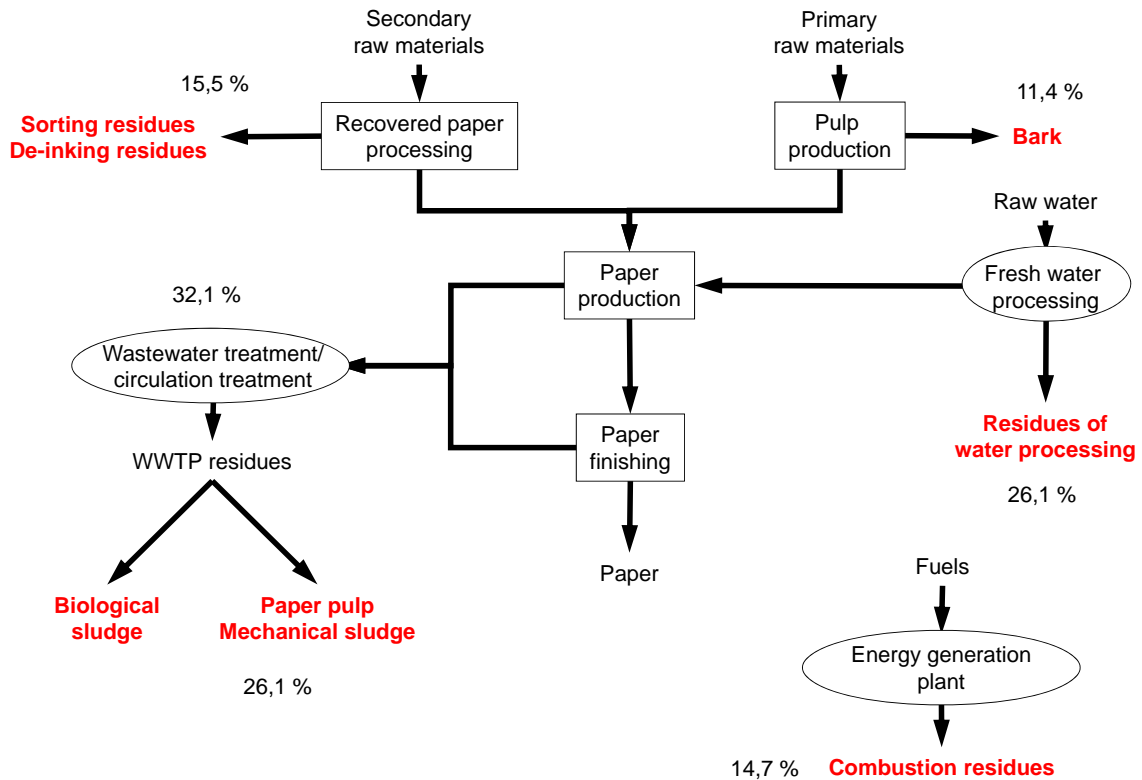 Secondary
raw materials
Primary
raw materials
15,5 %
11,4 %
Sorting residues
De-inking residues
Recovered paper
processing
Pulp
production
Bark
Raw water
Paper
production
Fresh water
processing
32,1 %
Wastewater treatment/
circulation treatment
Paper
finishing
Residues of
water processing
WWTP residues
26,1 %
Paper
Fuels
Biological
sludge
Paper pulp
Mechanical sludge
26,1 %
Energy generation
plant
14,7 %
Combustion residues